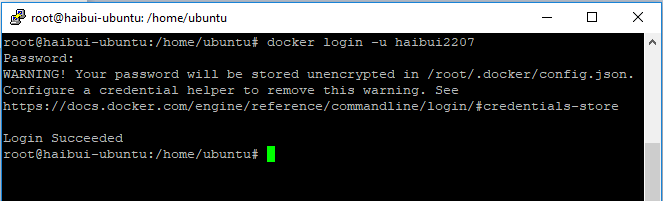 root@haibui-ubuntu: /home/ubuntu
root@haibui-ubuntu:/home/ubuntu# docker login -u haibui2207
Password:
WARNING! Your password will be stored unencrypted in /root/.docker/config.json.
Configure a credential helper to remove this warning. See
https://docs.docker.com/engine/reference/commandline/login/#credentials-store
Login Succeeded
root@haibui-ubuntu:/home/ubuntu#